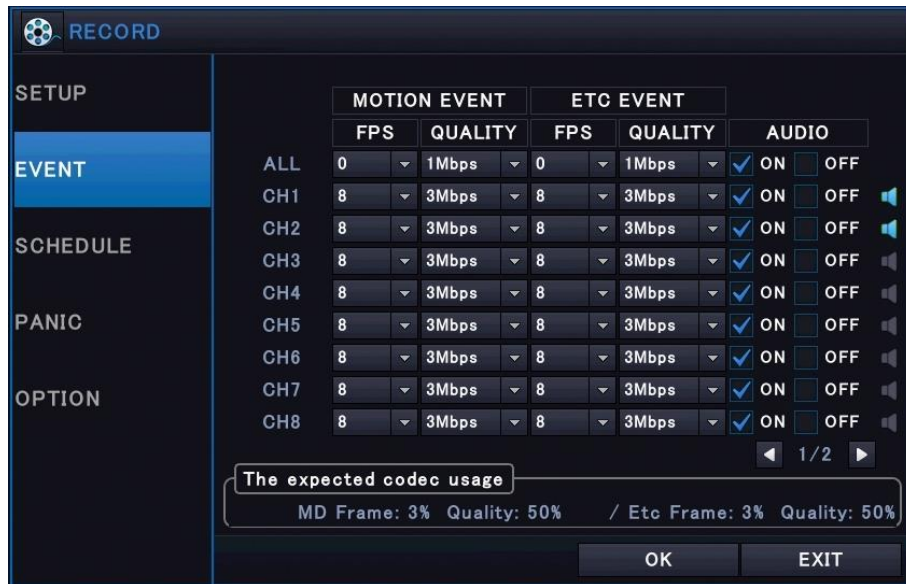 RECORD
SETUP
EVENT
SCHEDULE
PANIC
OPTION
MOTION EVENT ETC EVENT
FPS QUALITY FPS QUALITY AUDIO
ALL 0 1Mbps 0 1Mbps ON OFF
CH1 8 3Mbps 8 3Mbps ON OFF
CH2 8 3Mbps 8 3Mbps ON OFF
CH3 8 3Mbps 8 3Mbps ON OFF
CH4 8 3Mbps 8 3Mbps ON OFF
CH5 8 3Mbps 8 3Mbps ON OFF
CH6 8 3Mbps 8 3Mbps ON OFF
CH7 8 3Mbps 8 3Mbps ON OFF
CH8 8 3Mbps 8 3Mbps ON OFF
1/2
The expected codec usage
MD Frame: 3% Quality: 50% / Etc Frame: 3% Quality: 50%
OK EXIT